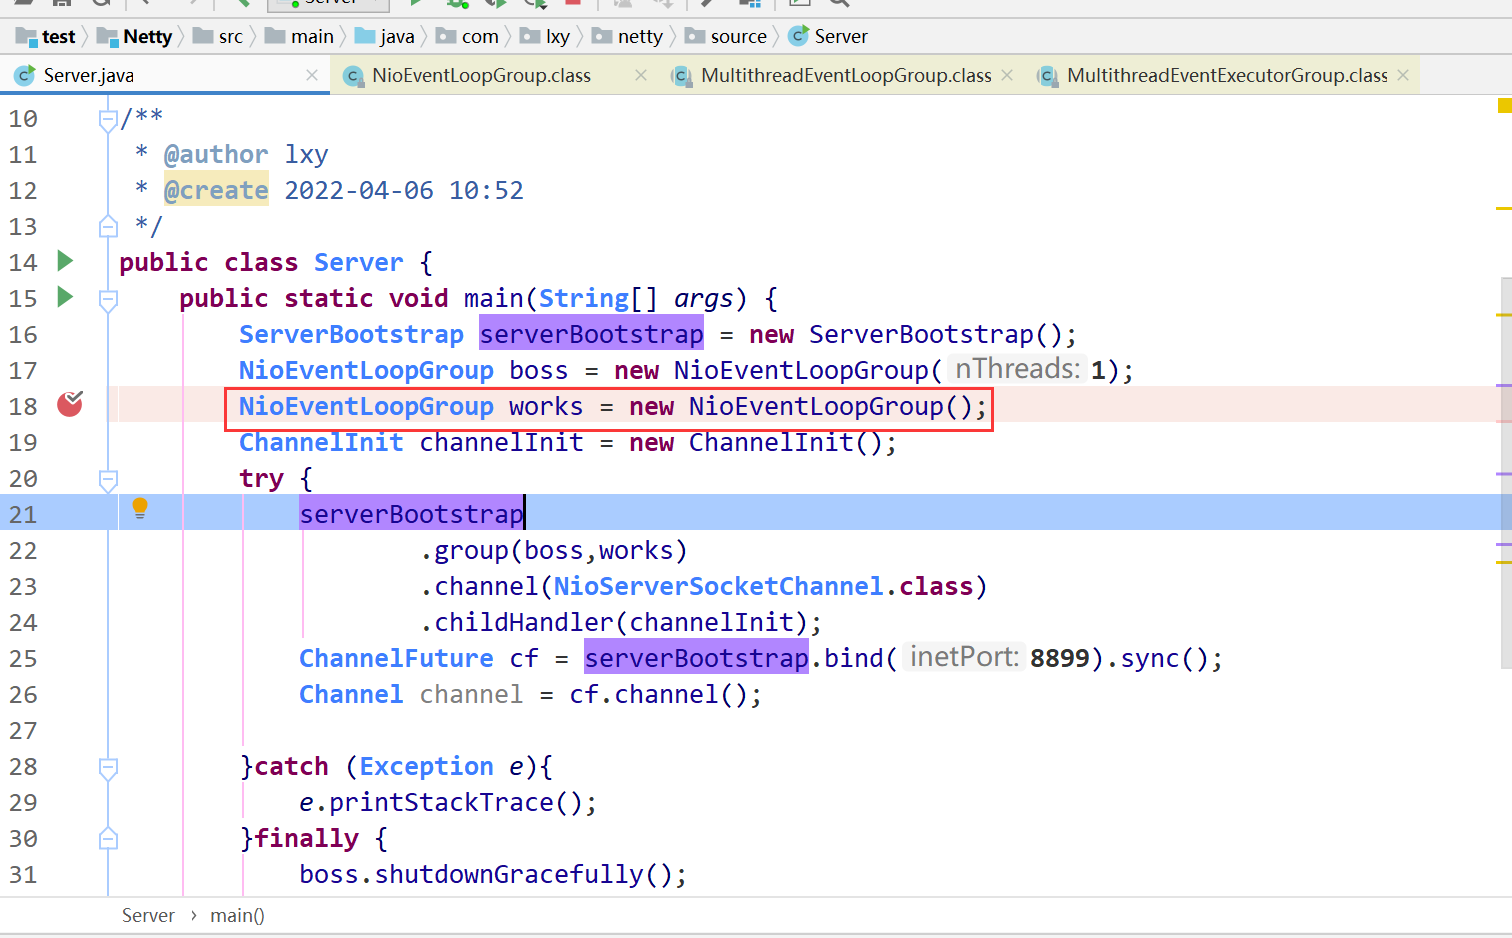 Server
test Netty src main java com lxy netty source Server
Server.java NioEventLoopGroup.class MultithreadEventLoopGroup.class MultithreadEventExecutorGroup.class
10 /**
11 * @author lxy
12 * @create 2022-04-06 10:52
13 */
14 public class Server {
15 public static void main(String[] args) {
16 ServerBootstrap serverBootstrap = new ServerBootstrap();
17 NioEventLoopGroup boss = new NioEventLoopGroup( nThreads: 1);
18 NioEventLoopGroup works = new NioEventLoopGroup();
19 ChannelInit channelInit = new ChannelInit();
20 try {
21 serverBootstrap
22 .group(boss,works)
23 .channel(NioServerSocketChannel.class)
24 .childHandler(channelInit);
25 ChannelFuture cf = serverBootstrap.bind( inetPort: 8899).sync();
26 Channel channel = cf.channel();
27
28 }catch (Exception e){
29 e.printStackTrace();
30 }finally {
31 boss.shutdownGracefully();
Server › main()